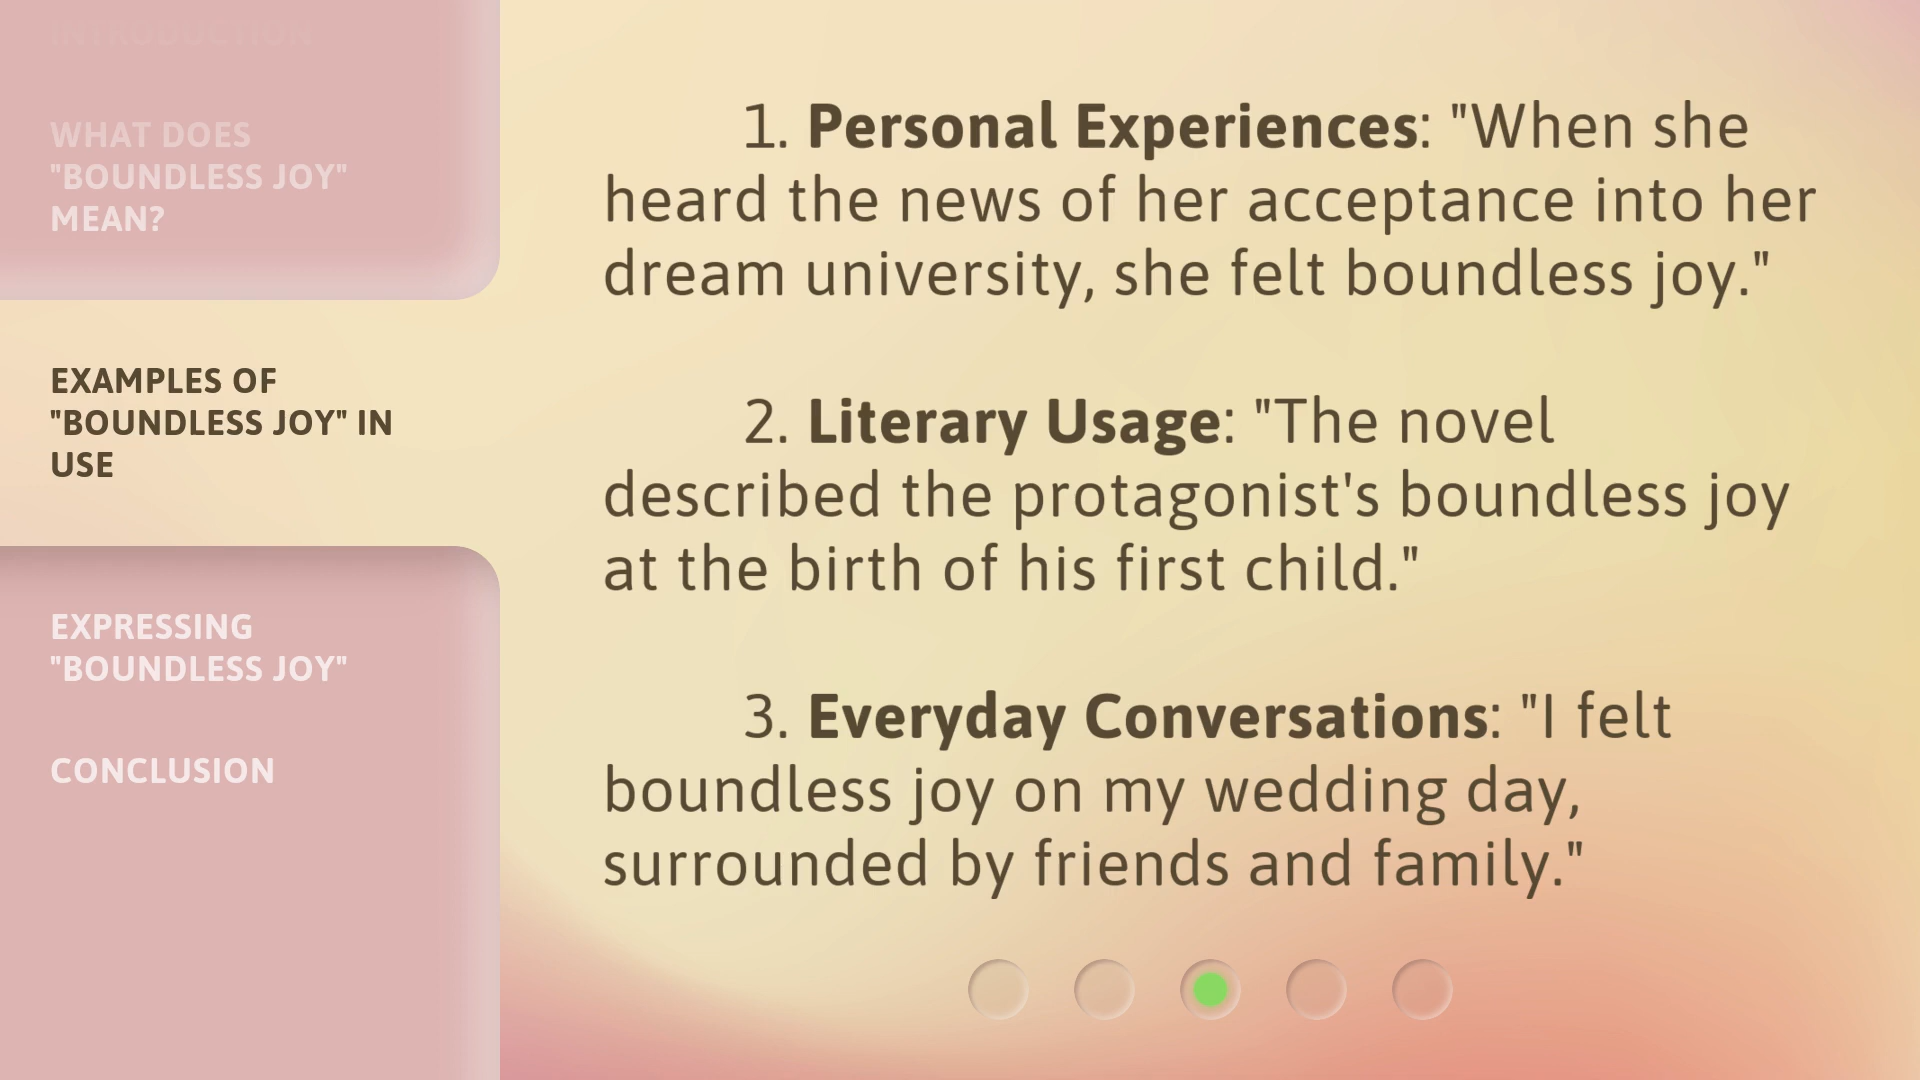 INTRODUCTION
WHAT DOES
"BOUNDLESS JOY"
MEAN?
EXAMPLES OF
"BOUNDLESS JOY" IN
USE
EXPRESSING
"BOUNDLESS JOY"
CONCLUSION
1. Personal Experiences: "When she
heard the news of her acceptance into her
dream university, she felt boundless joy."
2. Literary Usage: "The novel
described the protagonist's boundless joy
at the birth of his first child."
3. Everyday Conversations: "I felt
boundless joy on my wedding day,
surrounded by friends and family."